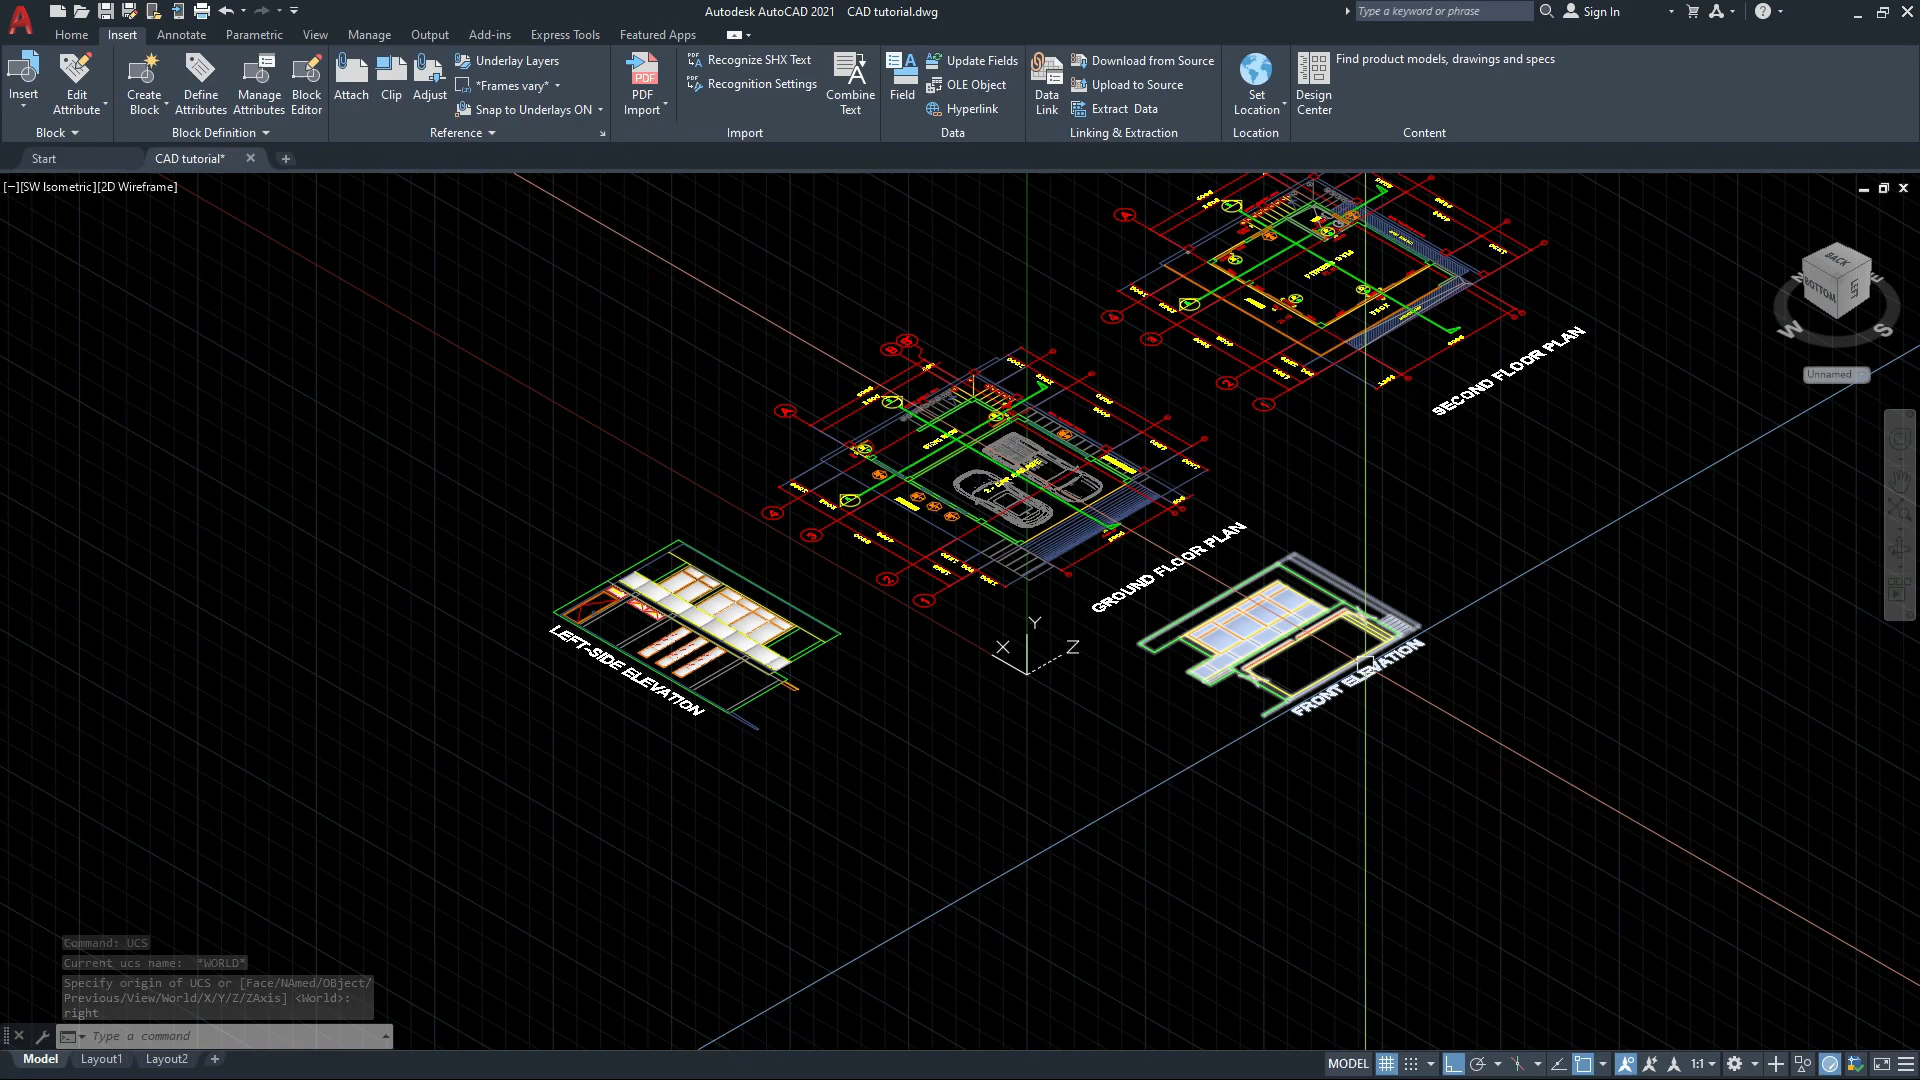 Autodesk AutoCAD 2021 CAD tutorial.dwg
Type a keyword or phrase
Sign In
Home Insert Annotate Parametric View Manage Output Add-ins Express Tools Featured Apps
Insert
Edit Attribute
Create Block
Define Attributes
Manage Attributes
Block Editor
Attach
Clip
Adjust
Underlay Layers
*Frames vary*
Snap to Underlays ON
PDF Import
Recognize SHX Text
Recognition Settings
Combine Text
Field
Update Fields
OLE Object
Hyperlink
Data Link
Download from Source
Upload to Source
Extract Data
Set Location
Design Center
Find product models, drawings and specs
Block
Block Definition
Reference
Import
Data
Linking & Extraction
Location
Content
Start
CAD tutorial*
[−][SW Isometric][2D Wireframe]
BACK
BOTTOM
LEFT
N
E
W
S
Unnamed
SECOND FLOOR PLAN
GROUND FLOOR PLAN
LEFT-SIDE ELEVATION
FRONT ELEVATION
Y
X
Z
Command: UCS
Current ucs name: *WORLD*
Specify origin of UCS or [Face/NAmed/OBject/
Previous/View/World/X/Y/Z/ZAxis] <World>:
right
Type a command
Model Layout1 Layout2
MODEL
1:1